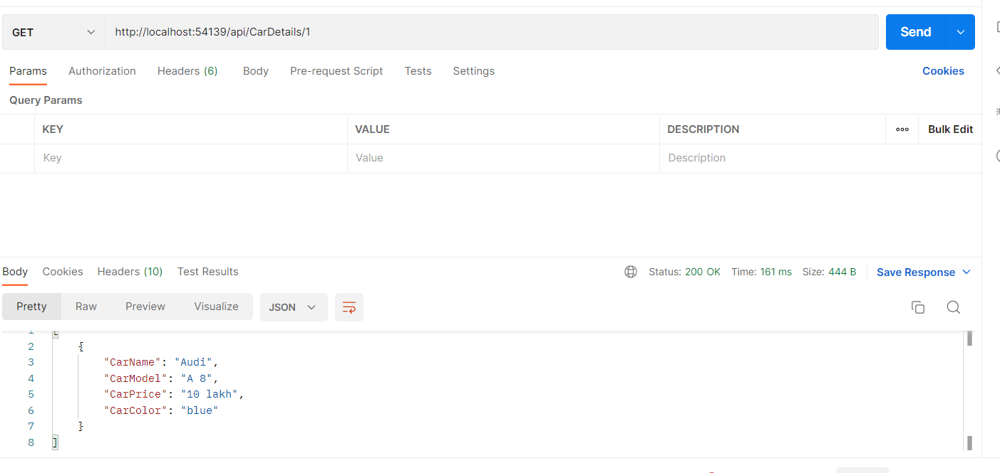 GET http://localhost:54139/api/CarDetails/1 Send
Params Authorization Headers (6) Body Pre-request Script Tests Settings Cookies
Query Params
KEY VALUE DESCRIPTION ooo Bulk Edit
Key Value Description
Body Cookies Headers (10) Test Results Status: 200 OK Time: 161 ms Size: 444 B Save Response
Pretty Raw Preview Visualize JSON
1 [
2 {
3 "CarName": "Audi",
4 "CarModel": "A 8",
5 "CarPrice": "10 lakh",
6 "CarColor": "blue"
7 }
8 ]